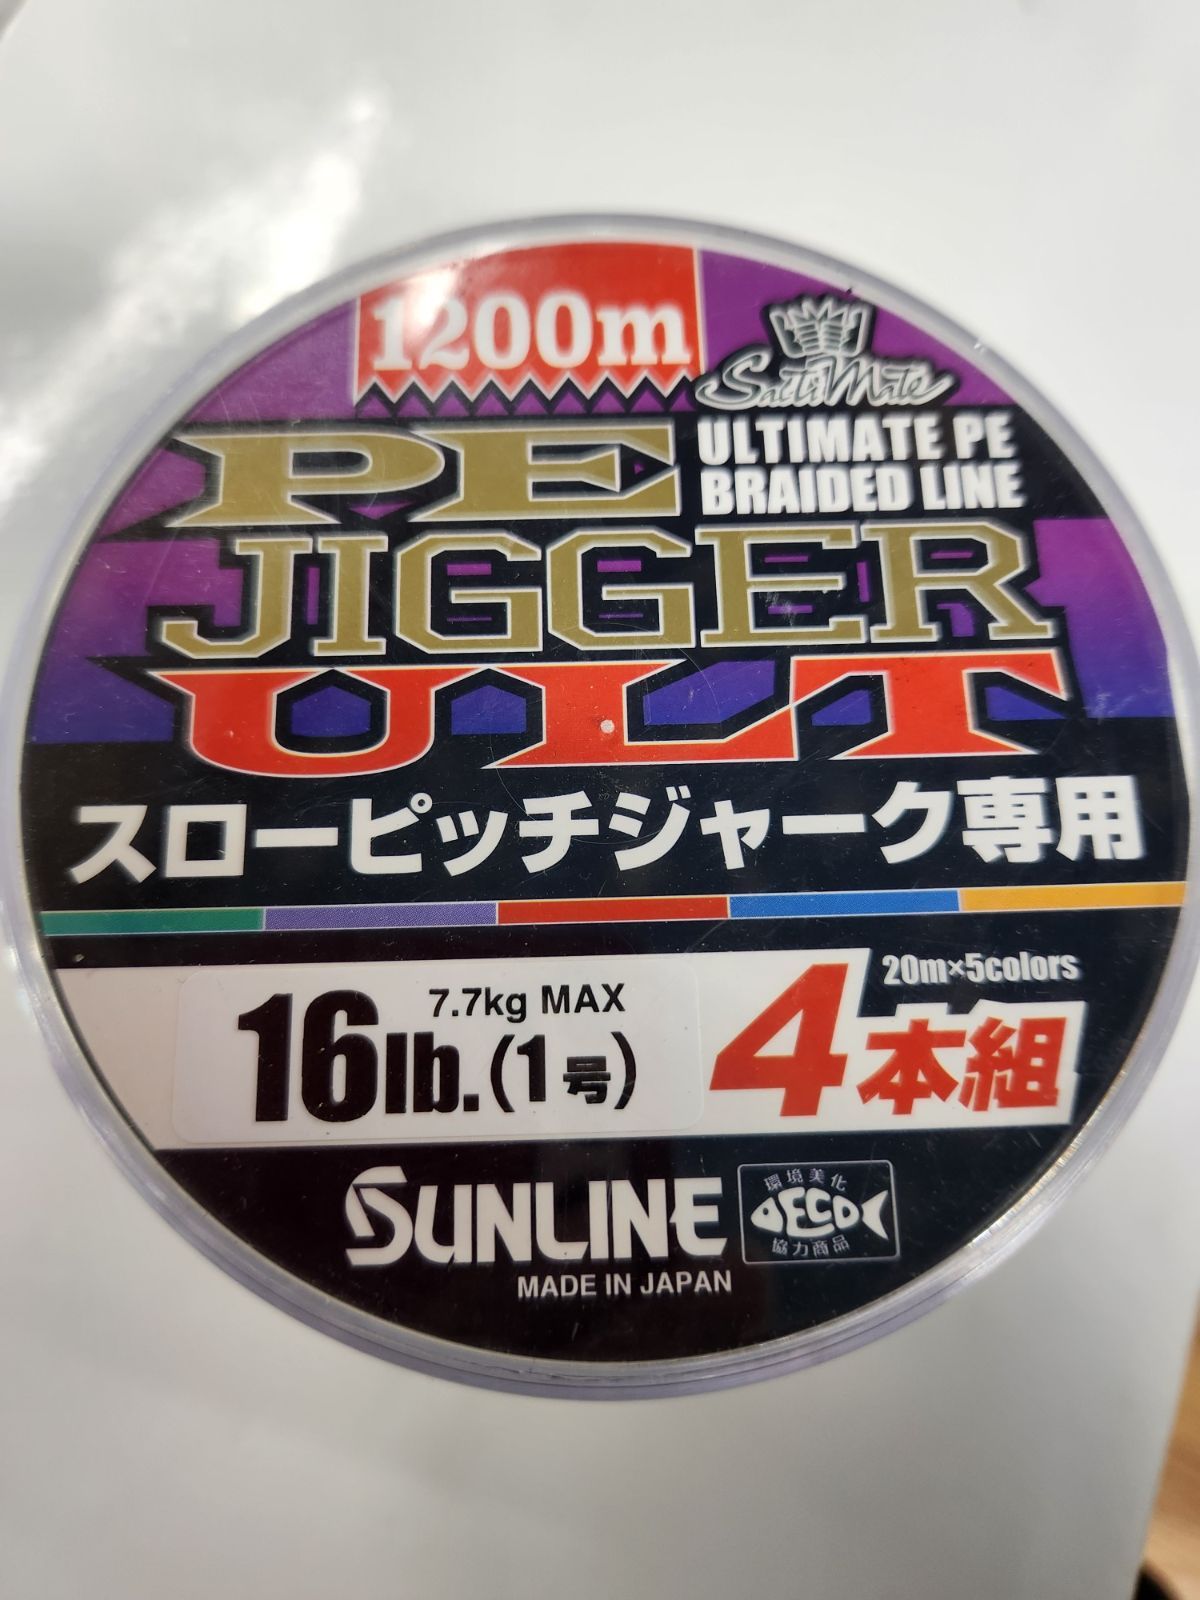 1200m
SaltiMate
ULTIMATE PE
BRAIDED LINE
PE
JIGGER
ULT
スローピッチジャーク専用
20m×5colors
7.7kg MAX
16lb.(1号)
4本組
SUNLINE
環境美化
ECO
協力商品
MADE IN JAPAN